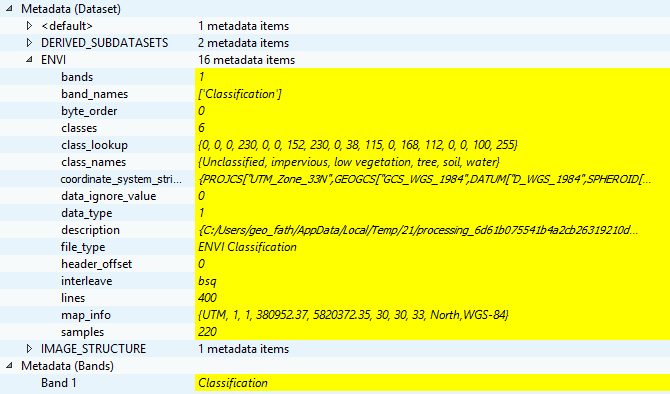 Metadata (Dataset)
<default> 1 metadata items
DERIVED_SUBDATASETS 2 metadata items
ENVI 16 metadata items
bands 1
band_names ['Classification']
byte_order 0
classes 6
class_lookup {0, 0, 0, 230, 0, 0, 152, 230, 0, 38, 115, 0, 168, 112, 0, 0, 100, 255}
class_names {Unclassified, impervious, low vegetation, tree, soil, water}
coordinate_system_stri... {PROJCS["UTM_Zone_33N",GEOGCS["GCS_WGS_1984",DATUM["D_WGS_1984",SPHEROID[...
data_ignore_value 0
data_type 1
description {C:/Users/geo_fath/AppData/Local/Temp/21/processing_6d61b075541b4a2cb26319210d...
file_type ENVI Classification
header_offset 0
interleave bsq
lines 400
map_info {UTM, 1, 1, 380952.37, 5820372.35, 30, 30, 33, North,WGS-84}
samples 220
IMAGE_STRUCTURE 1 metadata items
Metadata (Bands)
Band 1 Classification